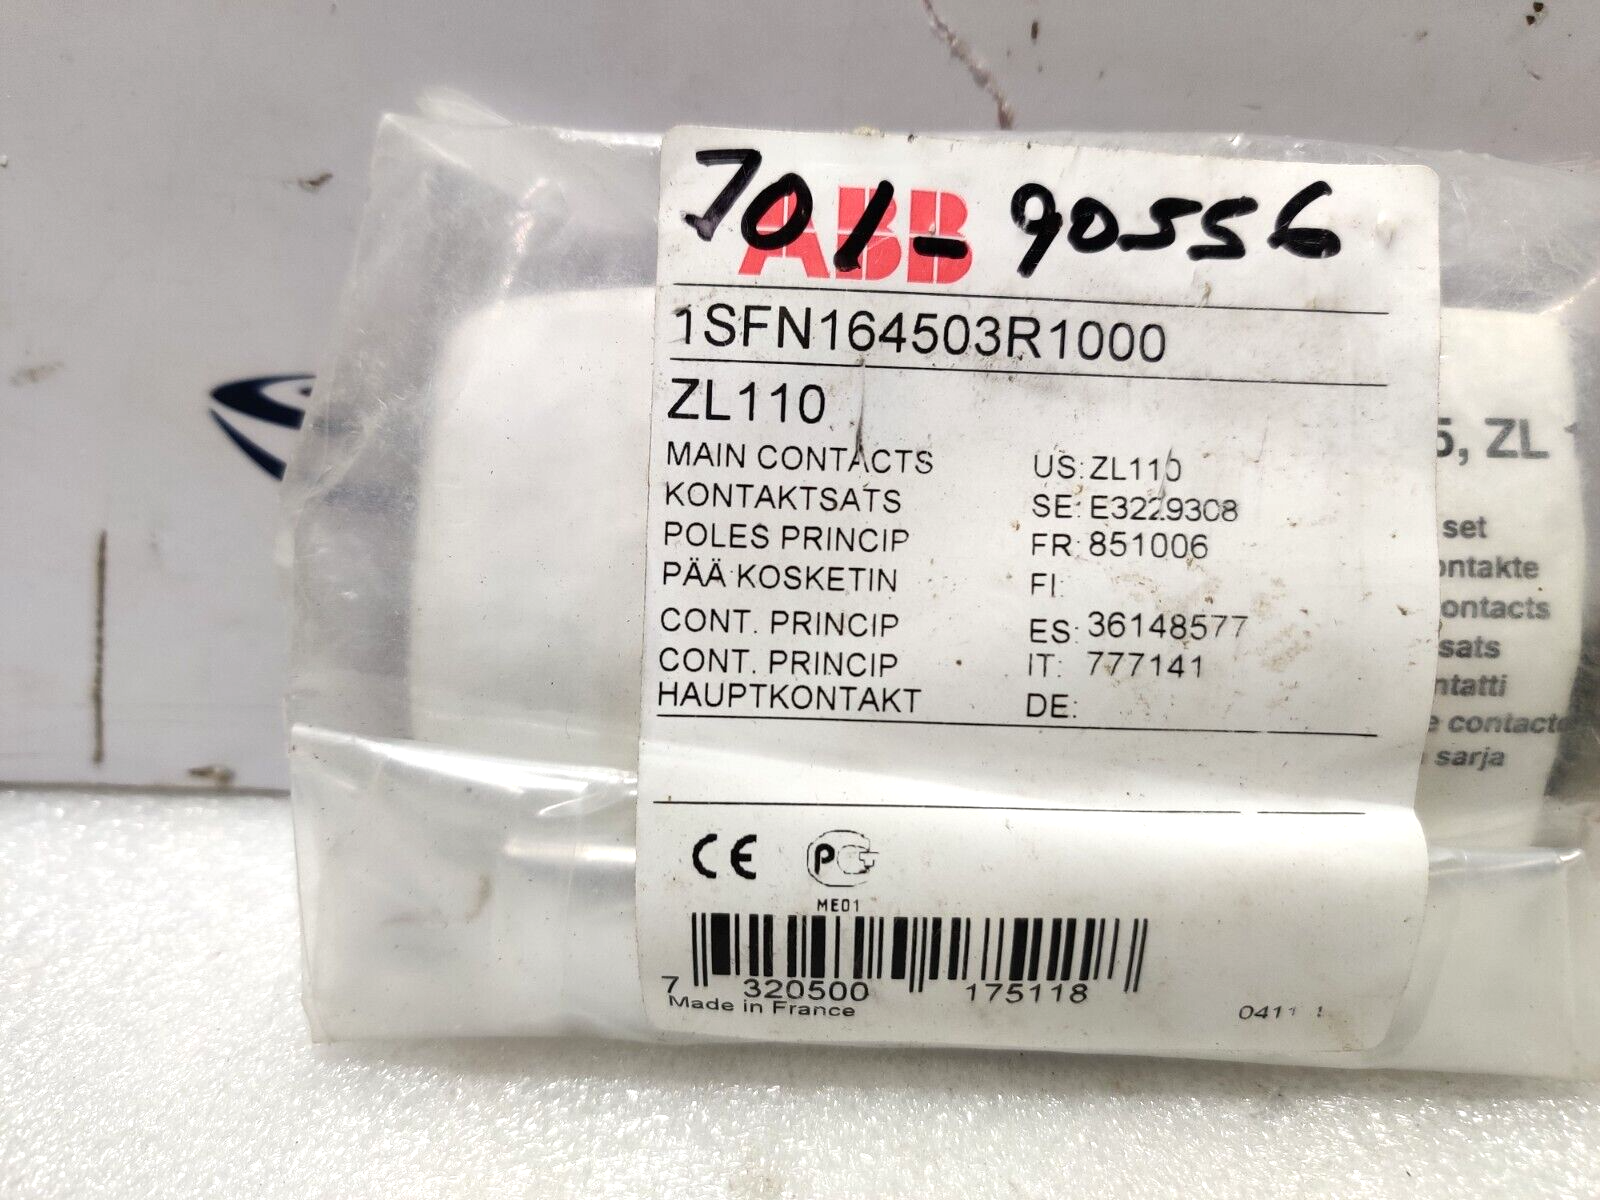 701-90556
ABB
1SFN164503R1000
ZL110
MAIN CONTACTS US: ZL110
KONTAKTSATS SE: E3229308
POLES PRINCIP FR: 851006
PÄÄ KOSKETIN FI:
CONT. PRINCIP ES: 36148577
CONT. PRINCIP IT: 777141
HAUPTKONTAKT DE:
5, ZL
set
ontakte
ontacts
sats
ntatti
e contacto
sarja
CE
ME01
7 320500 175118
Made in France